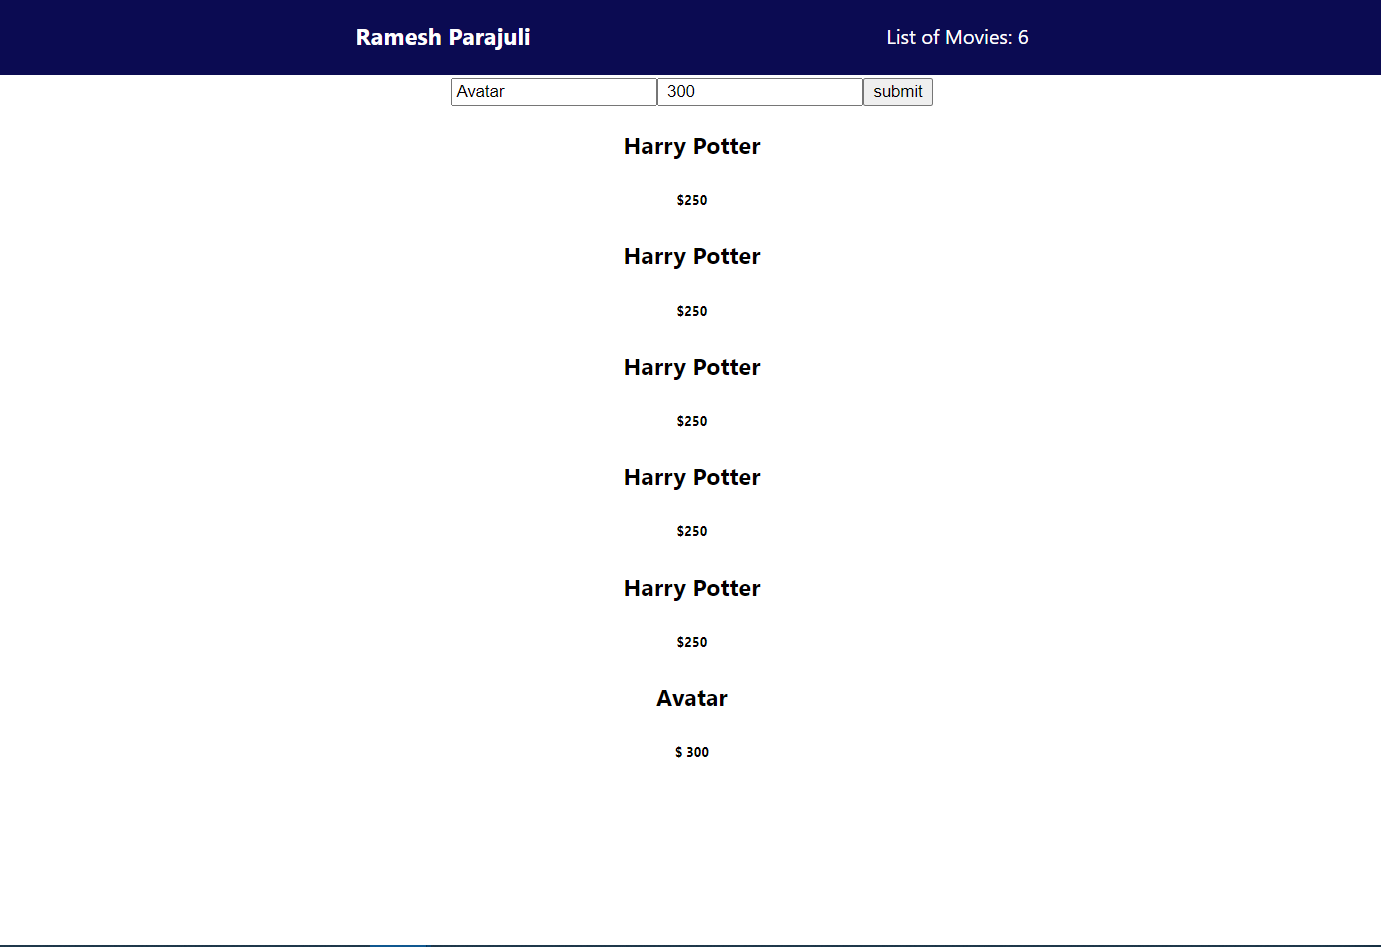 Ramesh Parajuli List of Movies: 6
Avatar 300 submit
Harry Potter
$250
Harry Potter
$250
Harry Potter
$250
Harry Potter
$250
Harry Potter
$250
Avatar
$ 300